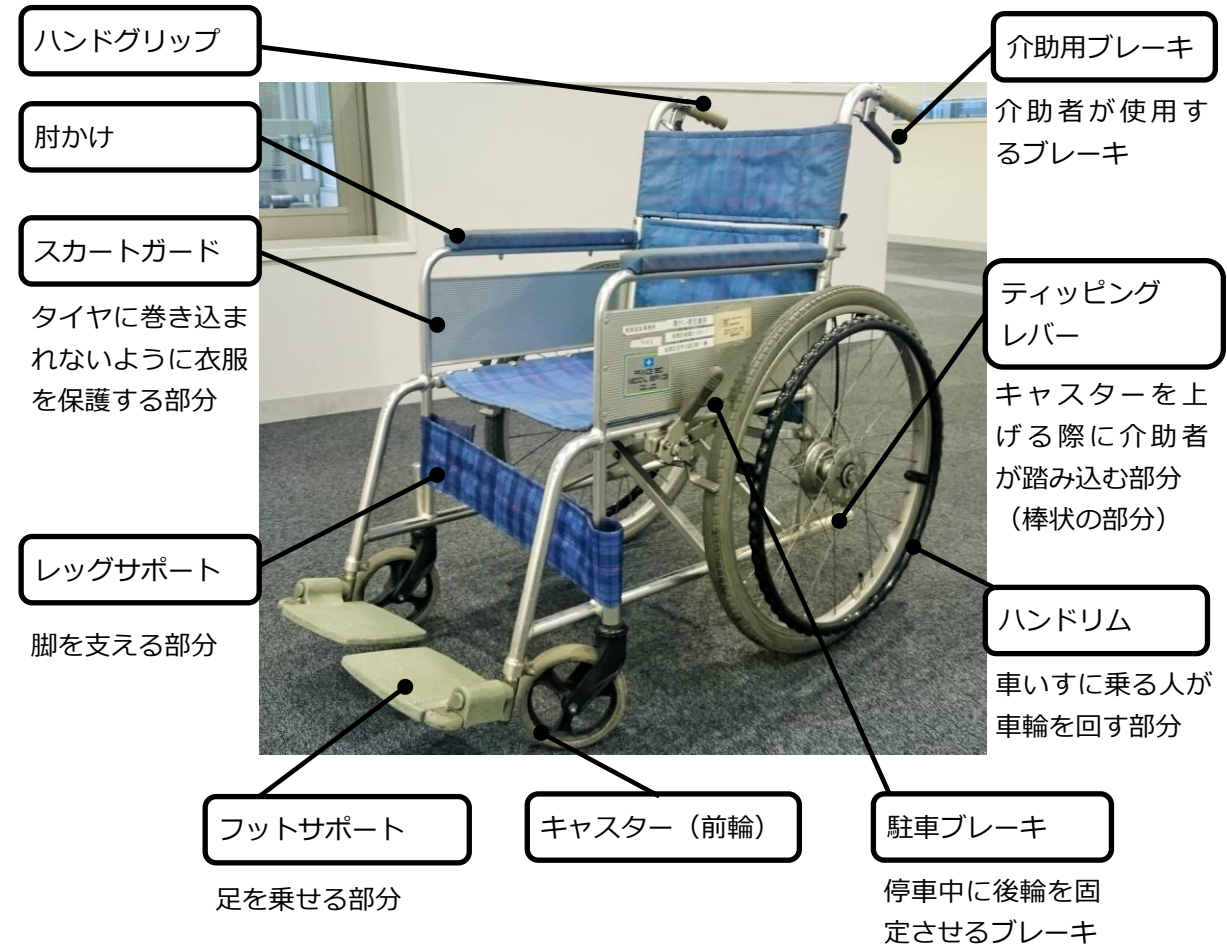 ハンドグリップ
肘かけ
スカートガード
タイヤに巻き込ま
れないように衣服
を保護する部分
レッグサポート
脚を支える部分
フットサポート
足を乗せる部分
キャスター（前輪）
駐車ブレーキ
停車中に後輪を固
定させるブレーキ
介助用ブレーキ
介助者が使用す
るブレーキ
ティッピング
レバー
キャスターを上
げる際に介助者
が踏み込む部分
（棒状の部分）
ハンドリム
車いすに乗る人が
車輪を回す部分